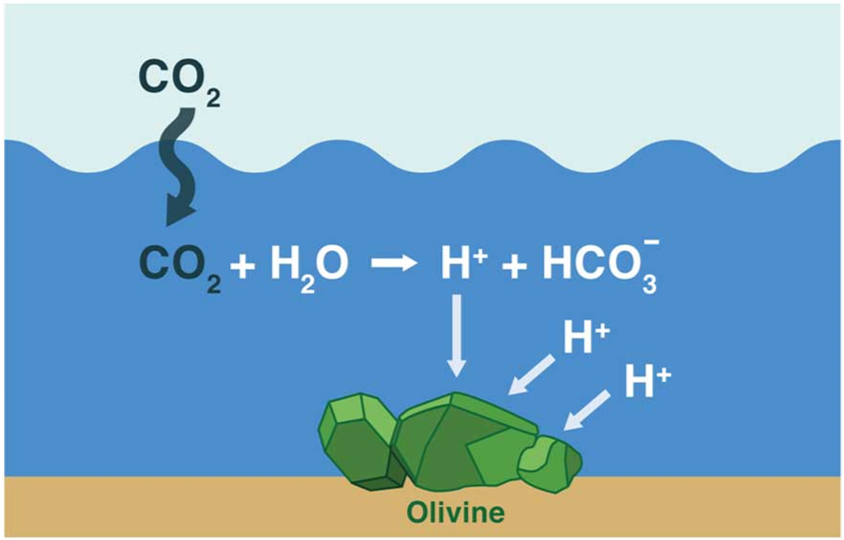 CO₂
CO₂ + H₂O → H⁺ + HCO₃⁻
H⁺
H⁺
Olivine